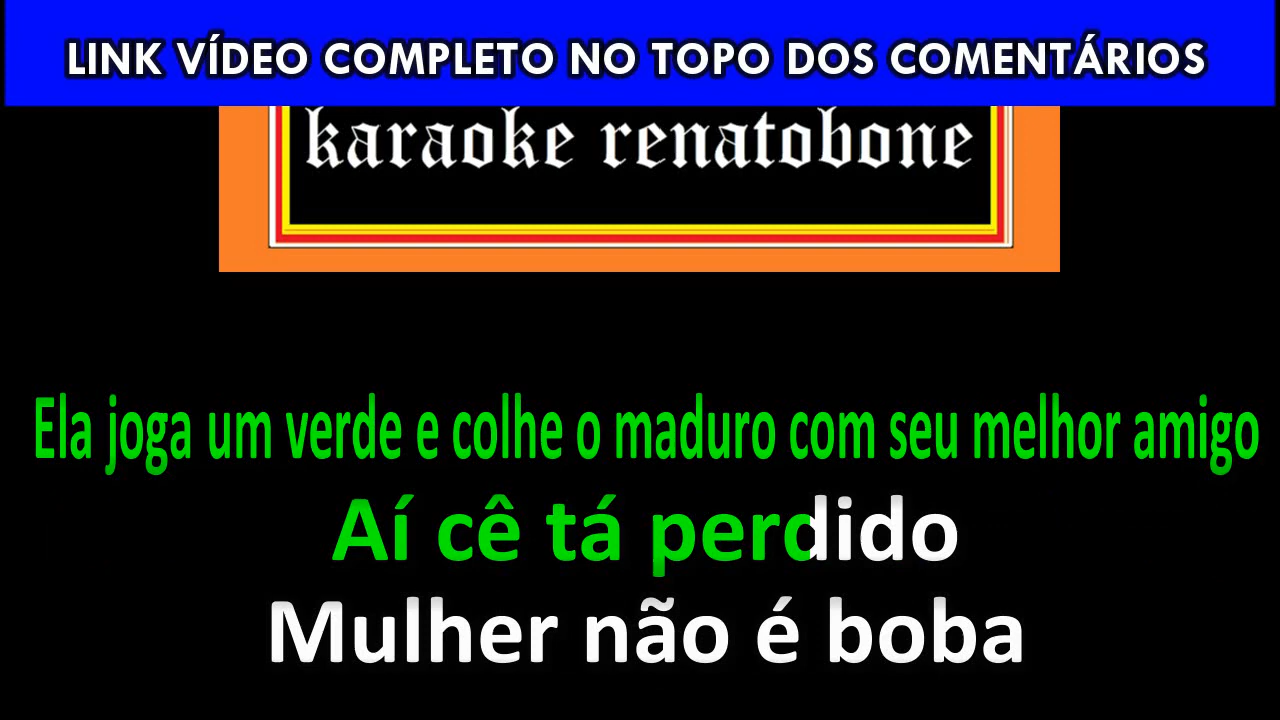 LINK VÍDEO COMPLETO NO TOPO DOS COMENTÁRIOS
karaoke renatobone
Ela joga um verde e colhe o maduro com seu melhor amigo
Aí cê tá perdido
Mulher não é boba